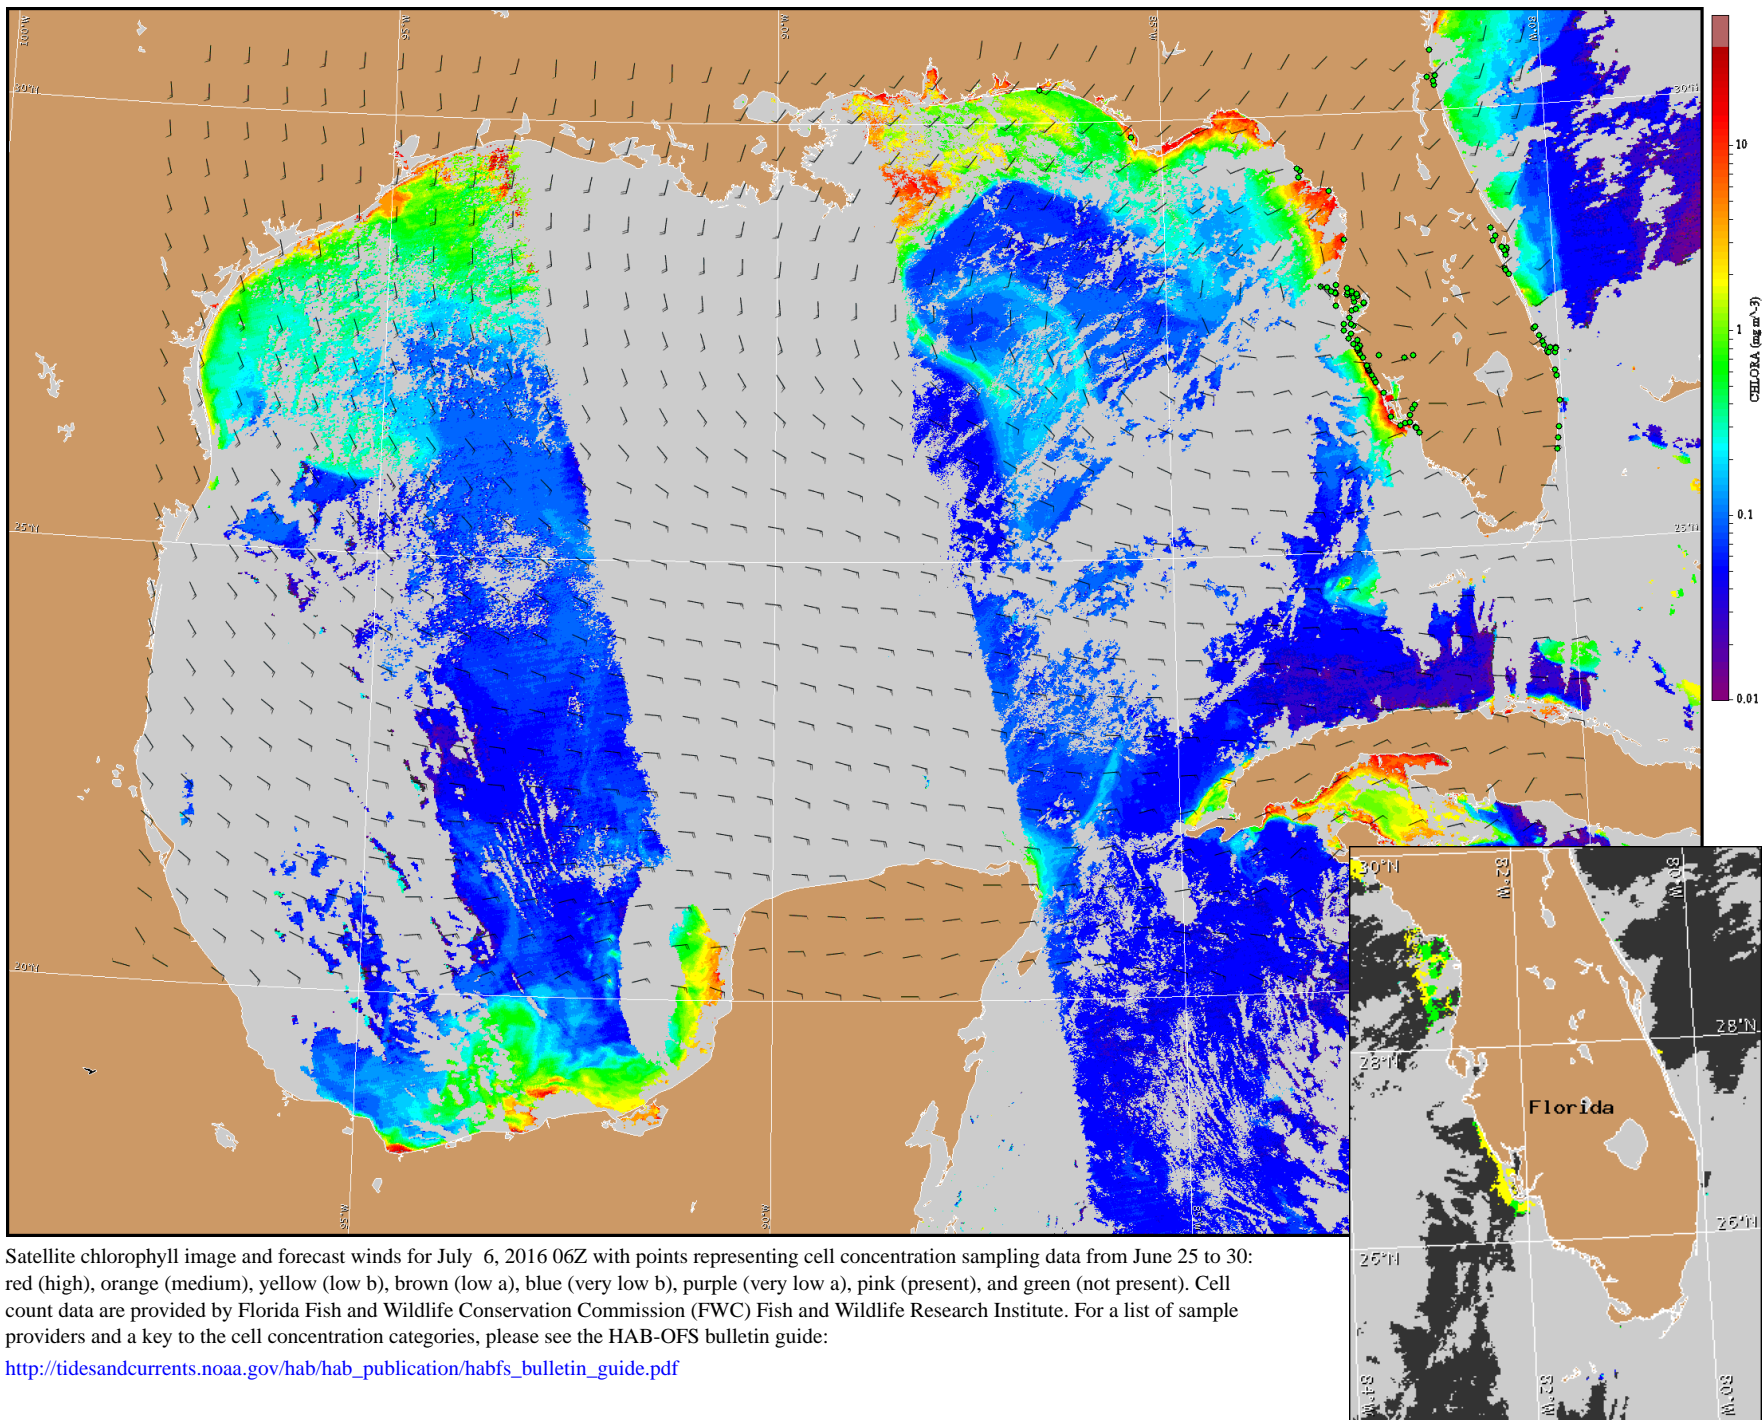 100°W
95°W
90°W
85°W
80°W
30°N
30°N
10
1
CHLORA (mg m^-3)
0.1
25°N
25°N
0.01
20°N
95°W
90°W
85°W
30°N
82°W
80°W
28°N
28°N
Florida
26°N
25°N
84°W
82°W
80°W
Satellite chlorophyll image and forecast winds for July 6, 2016 06Z with points representing cell concentration sampling data from June 25 to 30:
red (high), orange (medium), yellow (low b), brown (low a), blue (very low b), purple (very low a), pink (present), and green (not present). Cell
count data are provided by Florida Fish and Wildlife Conservation Commission (FWC) Fish and Wildlife Research Institute. For a list of sample
providers and a key to the cell concentration categories, please see the HAB-OFS bulletin guide:
http://tidesandcurrents.noaa.gov/hab/hab_publication/habfs_bulletin_guide.pdf